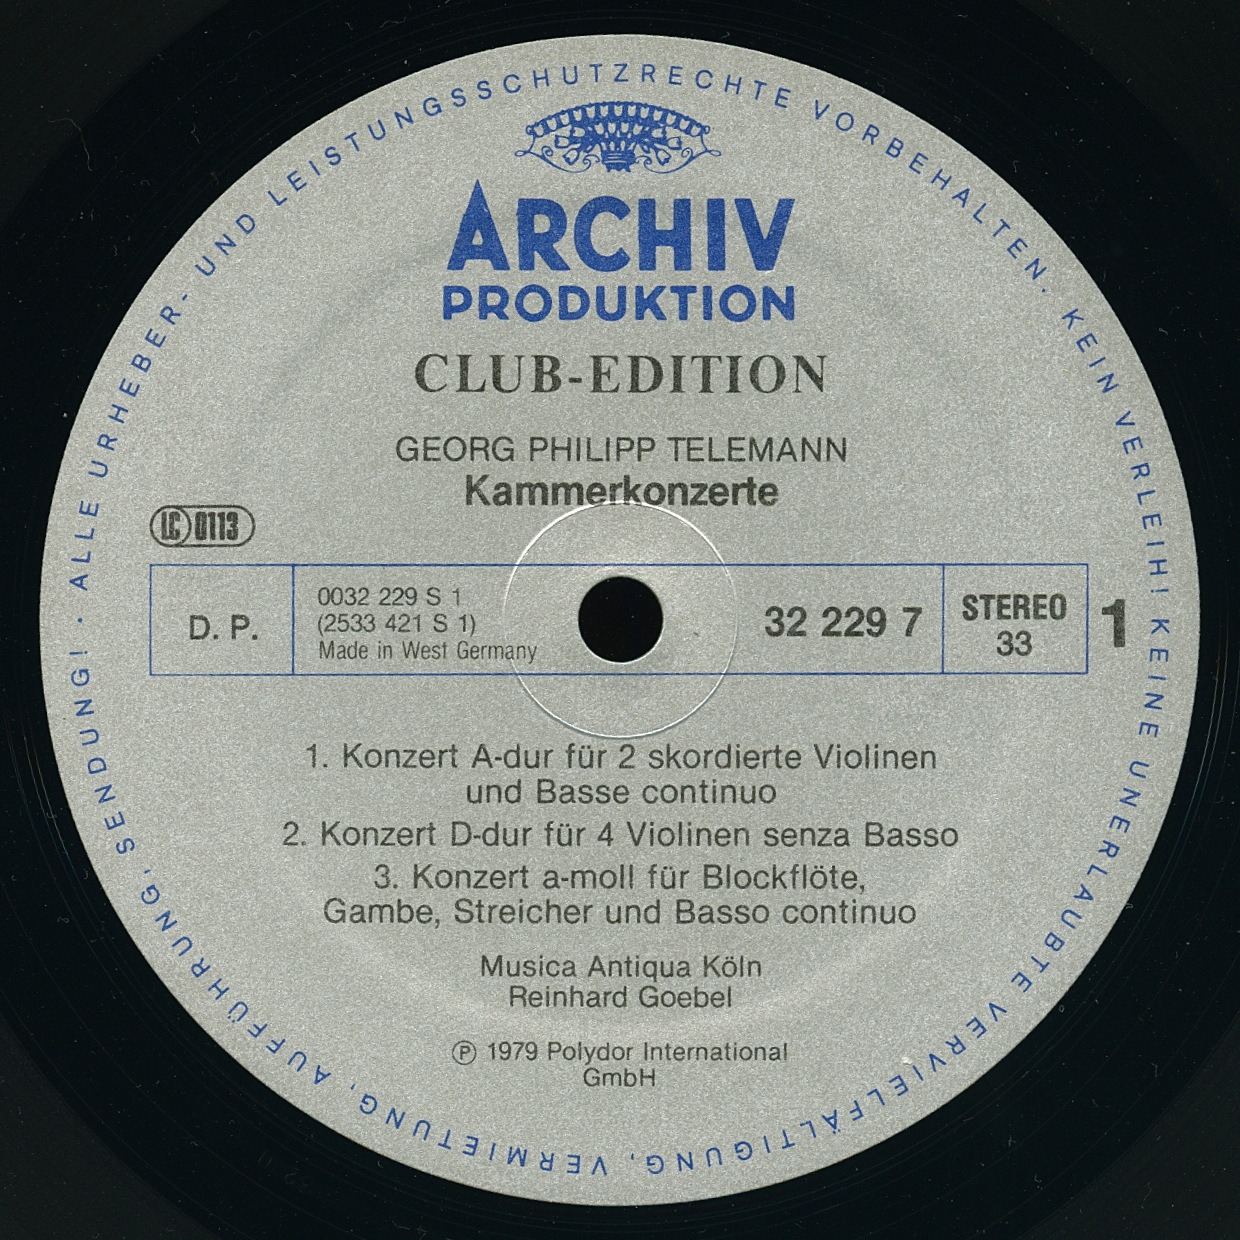 ALLE URHEBER- UND LEISTUNGSSCHUTZRECHTE VORBEHALTEN. KEIN VERLEIH! KEINE UNERLAUBTE VERVIELFÄLTIGUNG, VERMIETUNG, AUFFÜHRUNG, SENDUNG! ·
ARCHIV
PRODUKTION
CLUB-EDITION
GEORG PHILIPP TELEMANN
Kammerkonzerte
LC 0113
D. P.
0032 229 S 1
(2533 421 S 1)
Made in West Germany
32 229 7
STEREO
33
1
1. Konzert A-dur für 2 skordierte Violinen
und Basse continuo
2. Konzert D-dur für 4 Violinen senza Basso
3. Konzert a-moll für Blockflöte,
Gambe, Streicher und Basso continuo
Musica Antiqua Köln
Reinhard Goebel
℗ 1979 Polydor International
GmbH